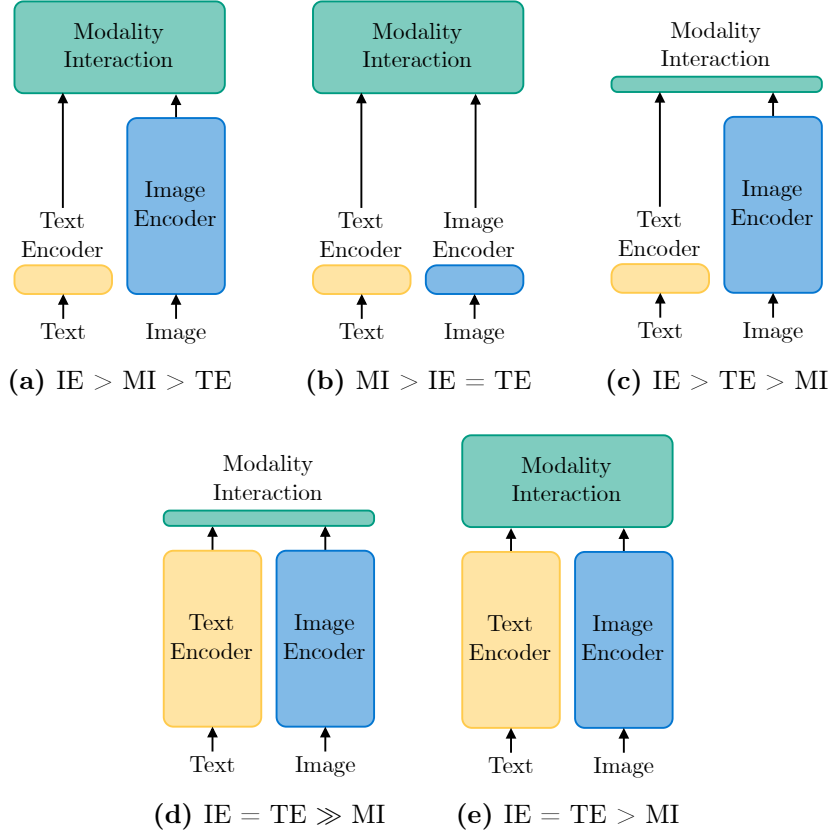 Modality
Interaction
Text
Encoder
Image
Encoder
Text
Image
(a) IE > MI > TE
Modality
Interaction
Text
Encoder
Image
Encoder
Text
Image
(b) MI > IE = TE
Modality
Interaction
Text
Encoder
Image
Encoder
Text
Image
(c) IE > TE > MI
Modality
Interaction
Text
Encoder
Image
Encoder
Text
Image
(d) IE = TE ≫ MI
Modality
Interaction
Text
Encoder
Image
Encoder
Text
Image
(e) IE = TE > MI